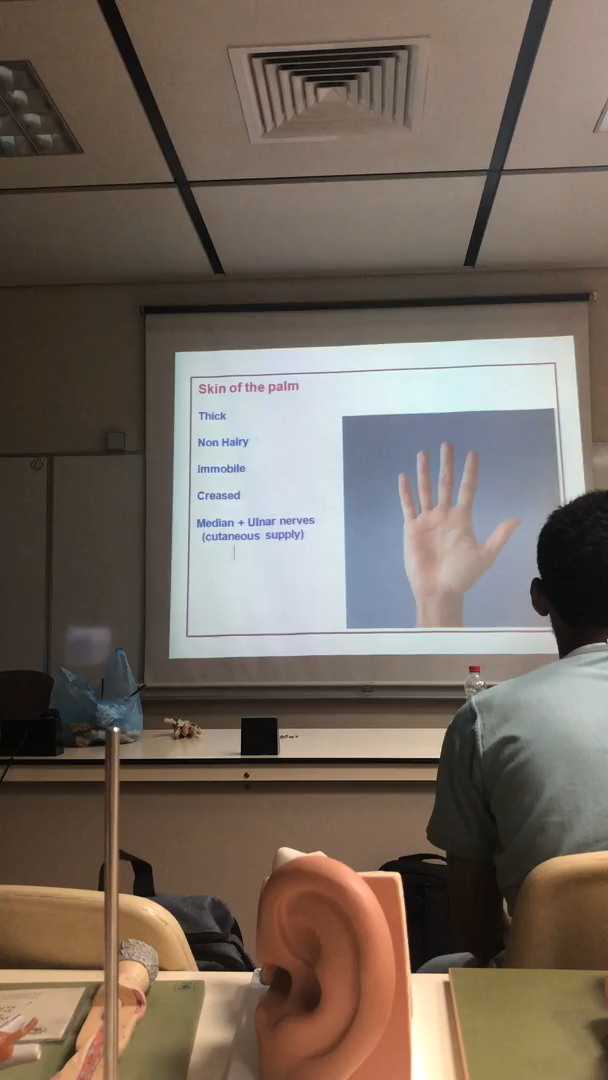 Skin of the palm
Thick
Non Hairy
Immobile
Creased
Median + Ulnar nerves
(cutaneous supply)